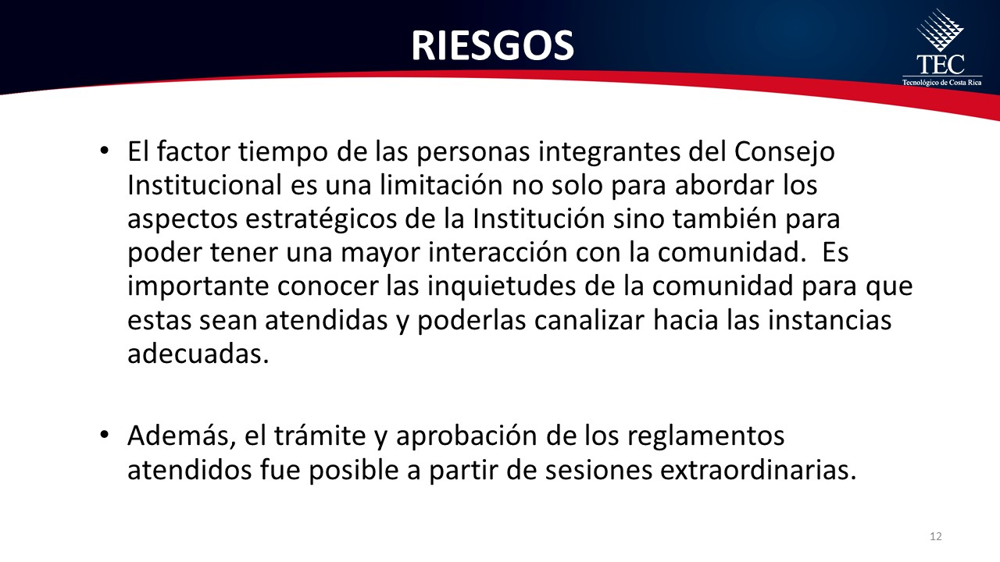 RIESGOS
TEC
Tecnológico de Costa Rica
• El factor tiempo de las personas integrantes del Consejo
Institucional es una limitación no solo para abordar los
aspectos estratégicos de la Institución sino también para
poder tener una mayor interacción con la comunidad.  Es
importante conocer las inquietudes de la comunidad para que
estas sean atendidas y poderlas canalizar hacia las instancias
adecuadas.
• Además, el trámite y aprobación de los reglamentos
atendidos fue posible a partir de sesiones extraordinarias.
12